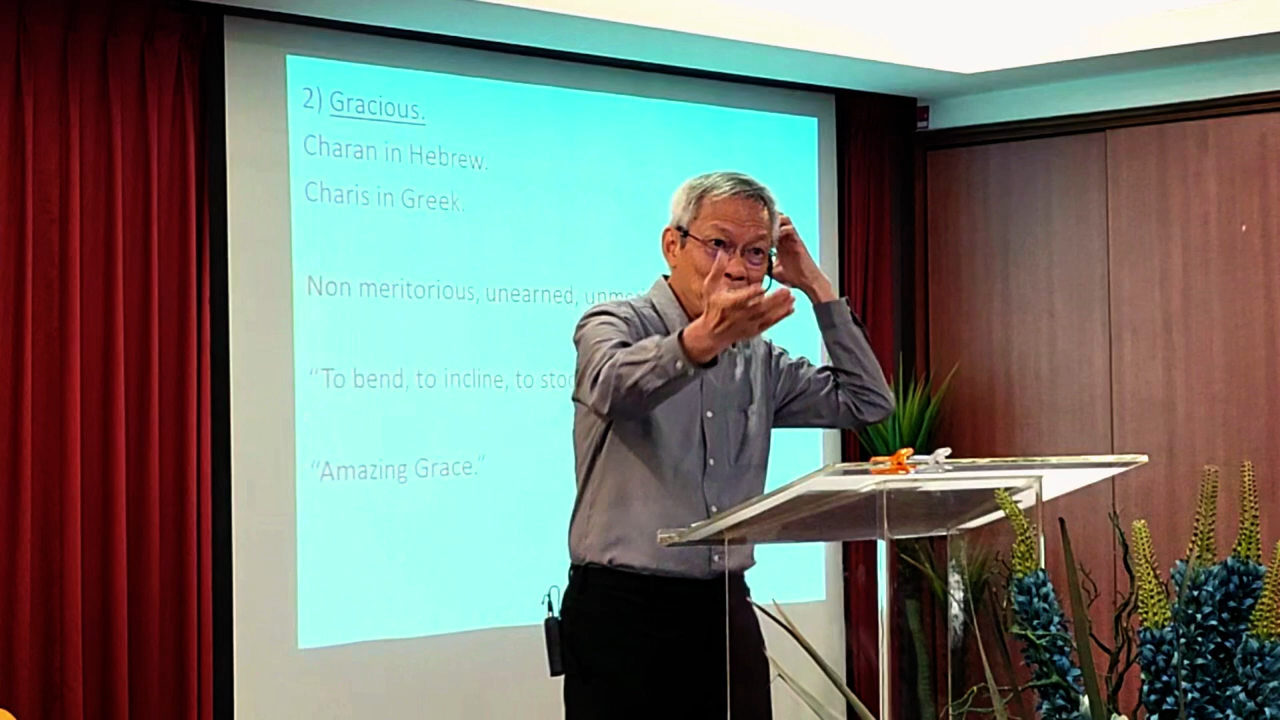 2) Gracious.
Charan in Hebrew.
Charis in Greek.
Non meritorious, unearned,
“To bend, to incline, to
“Amazing Grace.”